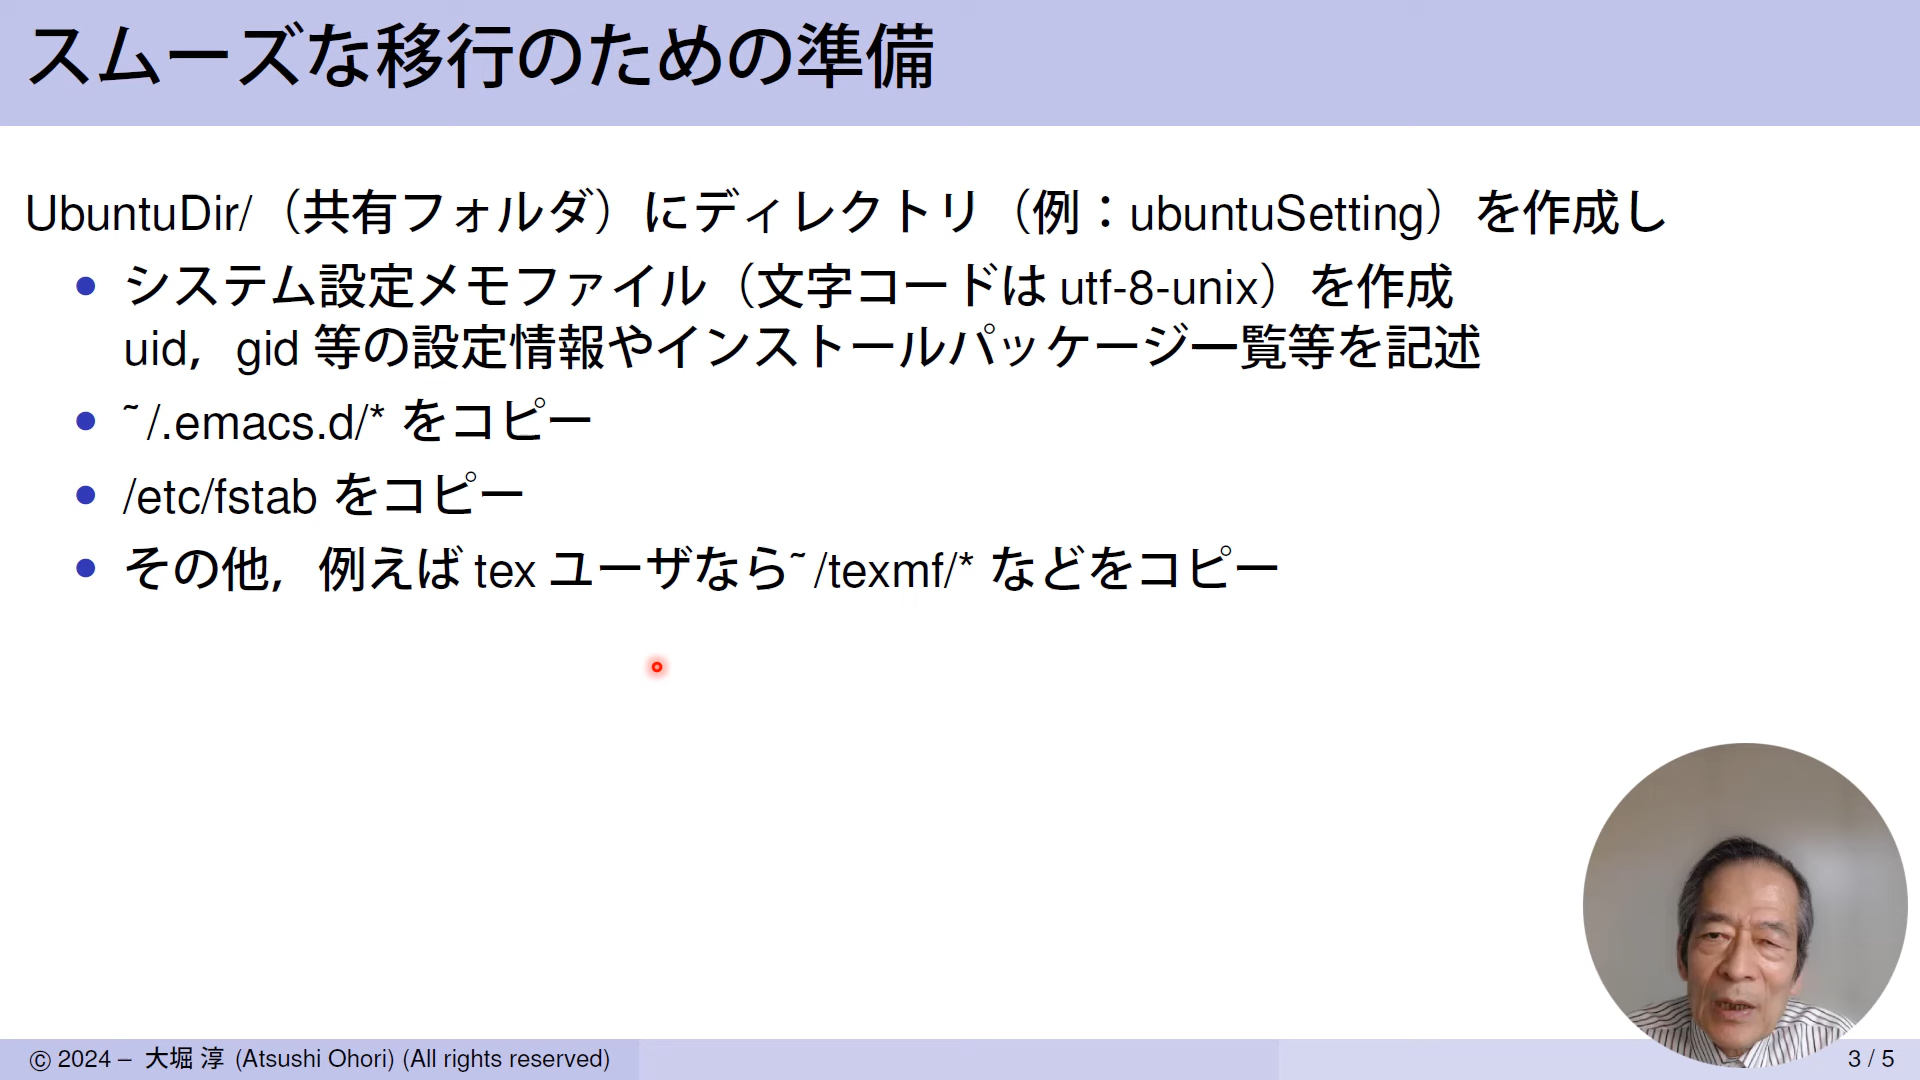 スムーズな移行のための準備
UbuntuDir/（共有フォルダ）にディレクトリ（例：ubuntuSetting）を作成し
● システム設定メモファイル（文字コードは utf-8-unix）を作成
uid，gid 等の設定情報やインストールパッケージ一覧等を記述
● ~/.emacs.d/* をコピー
● /etc/fstab をコピー
● その他，例えば tex ユーザなら~/texmf/* などをコピー
© 2024 – 大堀 淳 (Atsushi Ohori) (All rights reserved)
3 / 5